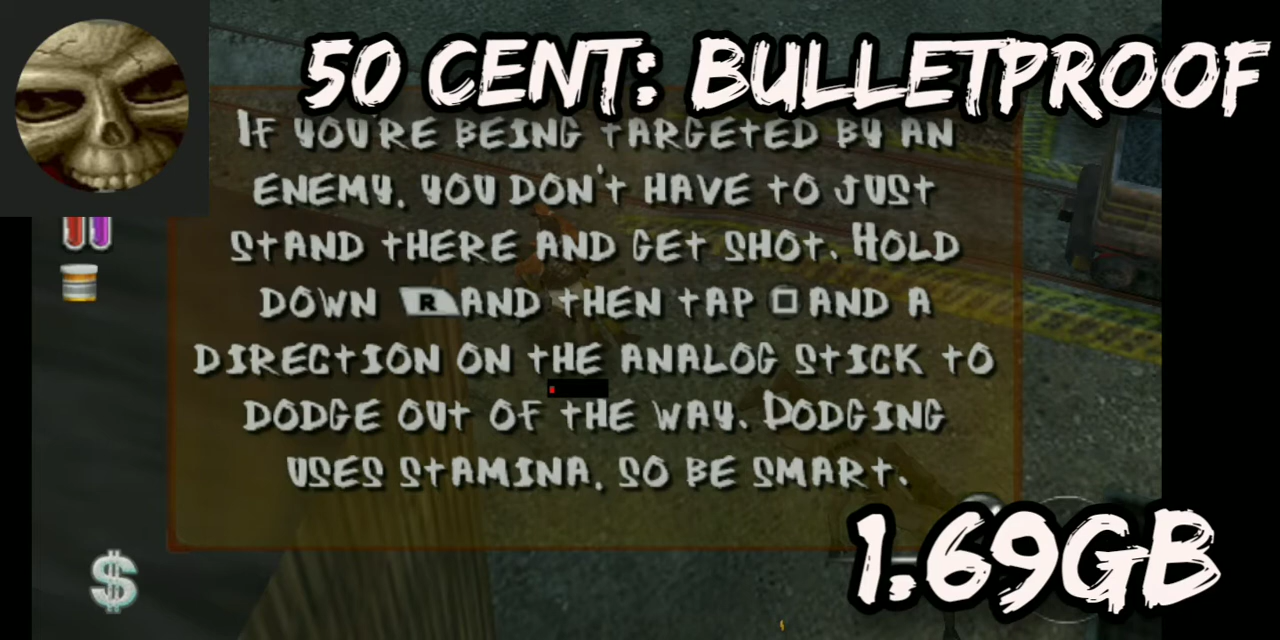 50 CENT: BULLETPROOF
IF YOU'RE BEING TARGETED BY AN
ENEMY, YOU DON'T HAVE TO JUST
STAND THERE AND GET SHOT. HOLD
DOWN R AND THEN TAP □ AND A
DIRECTION ON THE ANALOG STICK TO
DODGE OUT OF THE WAY. DODGING
USES STAMINA, SO BE SMART.
$
1.69GB